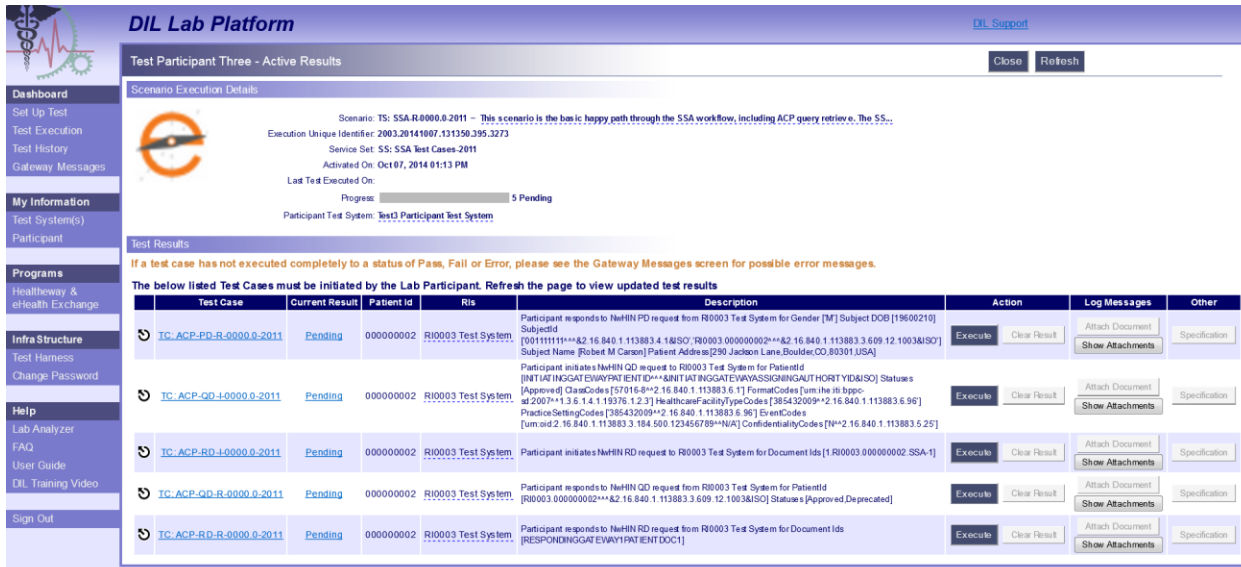 DIL Lab Platform
DIL Support
Test Participant Three - Active Results
Close
Refresh
Dashboard
Set Up Test
Test Execution
Test History
Gateway Messages
My Information
Test System(s)
Participant
Programs
Healtheway &
eHealth Exchange
InfraStructure
Test Harness
Change Password
Help
Lab Analyzer
FAQ
User Guide
DIL Training Video
Sign Out
Scenario Execution Details
Scenario: TS: SSA-R-0000.0-2011 – This scenario is the basic happy path through the SSA workflow, including ACP query retrieve. The SS...
Execution Unique Identifier: 2003.20141007.131350.395.3273
Service Set: SS: SSA Test Cases-2011
Activated On: Oct 07, 2014 01:13 PM
Last Test Executed On:
Progress: 5 Pending
Participant Test System: Test3 Participant Test System
Test Results
If a test case has not executed completely to a status of Pass, Fail or Error, please see the Gateway Messages screen for possible error messages.
The below listed Test Cases must be initiated by the Lab Participant. Refresh the page to view updated test results
Test Case Current Result Patient Id RIs Description Action Log Messages Other
TC: ACP-PD-R-0000.0-2011 Pending 000000002 RI0003 Test System
Participant responds to NwHIN PD request from RI0003 Test System for Gender ['M'] Subject DOB [19600210]
SubjectId
['001111111^^^&2.16.840.1.113883.4.1&ISO','RI0003.000000002^^^&2.16.840.1.113883.3.609.12.1003&ISO']
Subject Name [Robert M Carson] Patient Address [290 Jackson Lane,Boulder,CO,80301,USA]
Execute Clear Result Attach Document Specification
Show Attachments
TC: ACP-QD-I-0000.0-2011 Pending 000000002 RI0003 Test System
Participant initiates NwHIN QD request to RI0003 Test System for PatientId
[INITIATINGGATEWAYPATIENTID^^^&INITIATINGGATEWAYASSIGNINGAUTHORITYID&ISO] Statuses
[Approved] ClassCodes ['57016-8^^2.16.840.1.113883.6.1'] FormatCodes ['urn:ihe:iti:bppc-
sd:2007^^1.3.6.1.4.1.19376.1.2.3'] HealthcareFacilityTypeCodes ['385432009^^2.16.840.1.113883.6.96']
PracticeSettingCodes ['385432009^^2.16.840.1.113883.6.96'] EventCodes
['urn:oid:2.16.840.1.113883.3.184.500.123456789^^N/A'] ConfidentialityCodes ['N^^2.16.840.1.113883.5.25']
Execute Clear Result Attach Document Specification
Show Attachments
TC: ACP-RD-I-0000.0-2011 Pending 000000002 RI0003 Test System
Participant initiates NwHIN RD request to RI0003 Test System for Document Ids [1.RI0003.000000002.SSA-1]
Execute Clear Result Attach Document Specification
Show Attachments
TC: ACP-QD-R-0000.0-2011 Pending 000000002 RI0003 Test System
Participant responds to NwHIN QD request from RI0003 Test System for PatientId
[RI0003.000000002^^^&2.16.840.1.113883.3.609.12.1003&ISO] Statuses [Approved,Deprecated]
Execute Clear Result Attach Document Specification
Show Attachments
TC: ACP-RD-R-0000.0-2011 Pending 000000002 RI0003 Test System
Participant responds to NwHIN RD request from RI0003 Test System for Document Ids
[RESPONDINGGATEWAY1PATIENTDOC1]
Execute Clear Result Attach Document Specification
Show Attachments